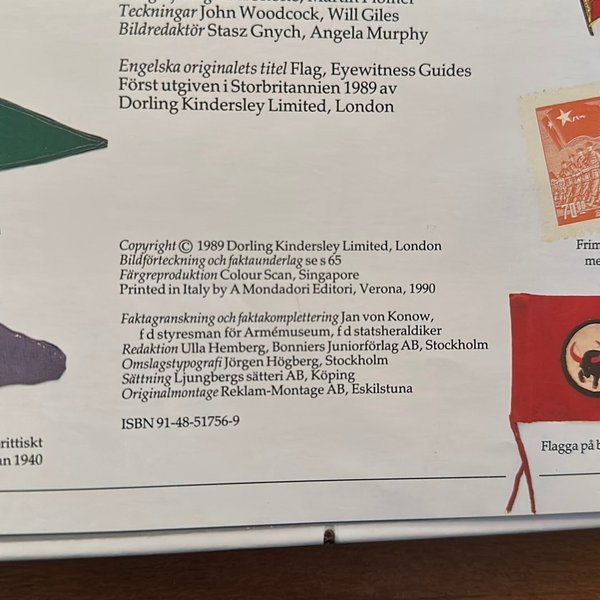 Teckningar John Woodcock, Will Giles
Bildredaktör Stasz Gnych, Angela Murphy
Engelska originalets titel Flag, Eyewitness Guides
Först utgiven i Storbritannien 1989 av
Dorling Kindersley Limited, London
Copyright © 1989 Dorling Kindersley Limited, London
Bildförteckning och faktaunderlag se s 65
Färgreproduktion Colour Scan, Singapore
Printed in Italy by A Mondadori Editori, Verona, 1990
Faktagranskning och faktakomplettering Jan von Konow,
f d styresman för Armémuseum, f d statsheraldiker
Redaktion Ulla Hemberg, Bonniers Juniorförlag AB, Stockholm
Omslagstypografi Jörgen Högberg, Stockholm
Sättning Ljungbergs sätteri AB, Köping
Originalmontage Reklam-Montage AB, Eskilstuna
ISBN 91-48-51756-9
rittiskt
an 1940
Frim
me
Flagga på b